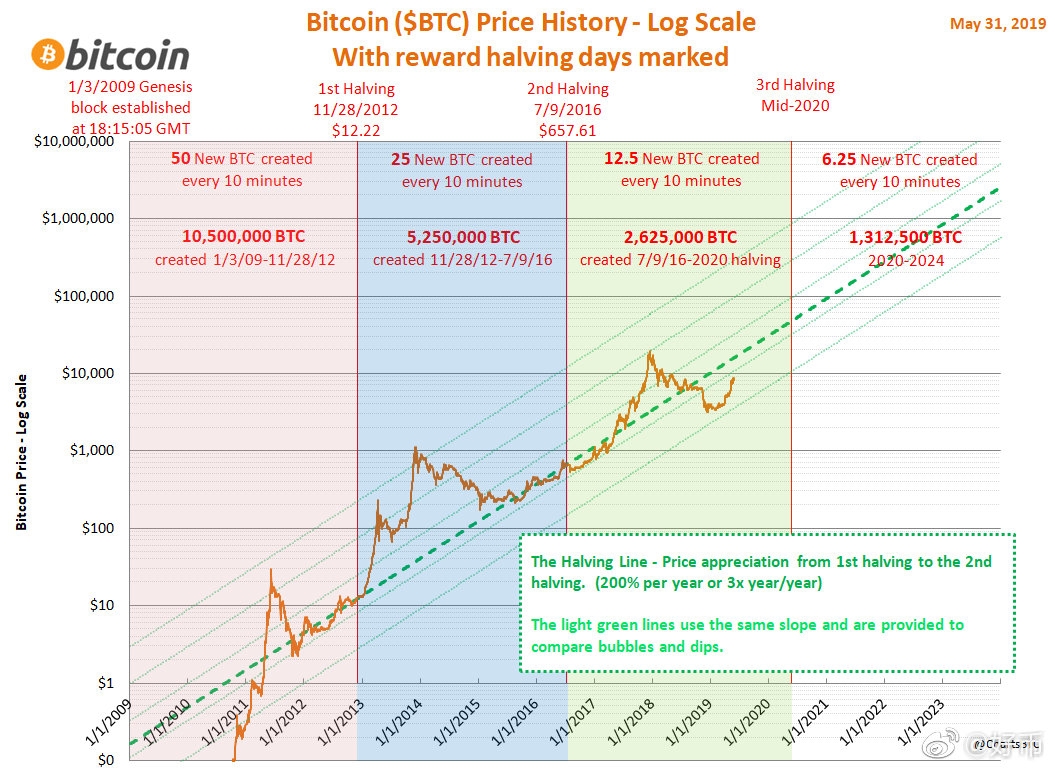 Bitcoin ($BTC) Price History - Log Scale
With reward halving days marked
May 31, 2019
bitcoin
1/3/2009 Genesis
block established
at 18:15:05 GMT
1st Halving
11/28/2012
$12.22
2nd Halving
7/9/2016
$657.61
3rd Halving
Mid-2020
50 New BTC created
every 10 minutes
25 New BTC created
every 10 minutes
12.5 New BTC created
every 10 minutes
6.25 New BTC created
every 10 minutes
10,500,000 BTC
created 1/3/09-11/28/12
5,250,000 BTC
created 11/28/12-7/9/16
2,625,000 BTC
created 7/9/16-2020 halving
1,312,500 BTC
2020-2024
$10,000,000
$1,000,000
$100,000
$10,000
$1,000
$100
$10
$1
$0
Bitcoin Price - Log Scale
The Halving Line - Price appreciation from 1st halving to the 2nd
halving. (200% per year or 3x year/year)
The light green lines use the same slope and are provided to
compare bubbles and dips.
1/1/2009
1/1/2010
1/1/2011
1/1/2012
1/1/2013
1/1/2014
1/1/2015
1/1/2016
1/1/2017
1/1/2018
1/1/2019
1/1/2020
1/1/2021
1/1/2022
1/1/2023
@好币